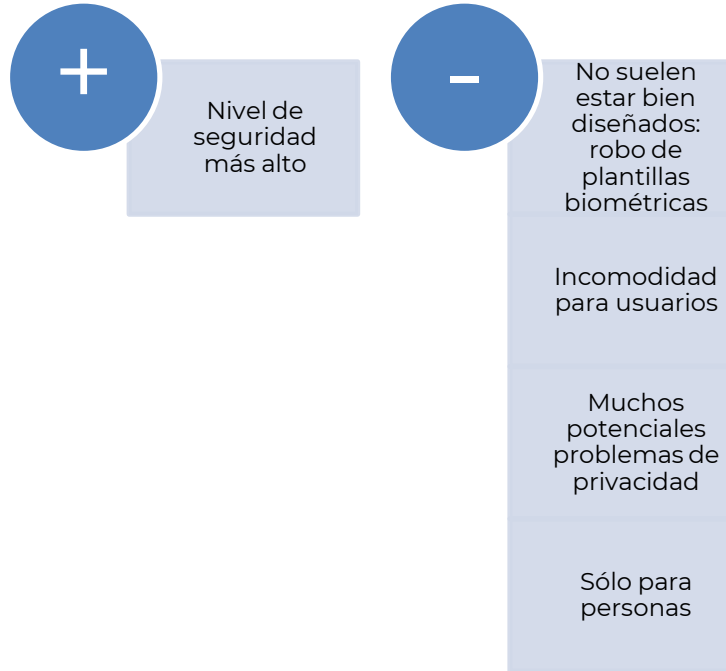 +
Nivel de
seguridad
más alto
-
No suelen
estar bien
diseñados:
robo de
plantillas
biométricas
Incomodidad
para usuarios
Muchos
potenciales
problemas de
privacidad
Sólo para
personas